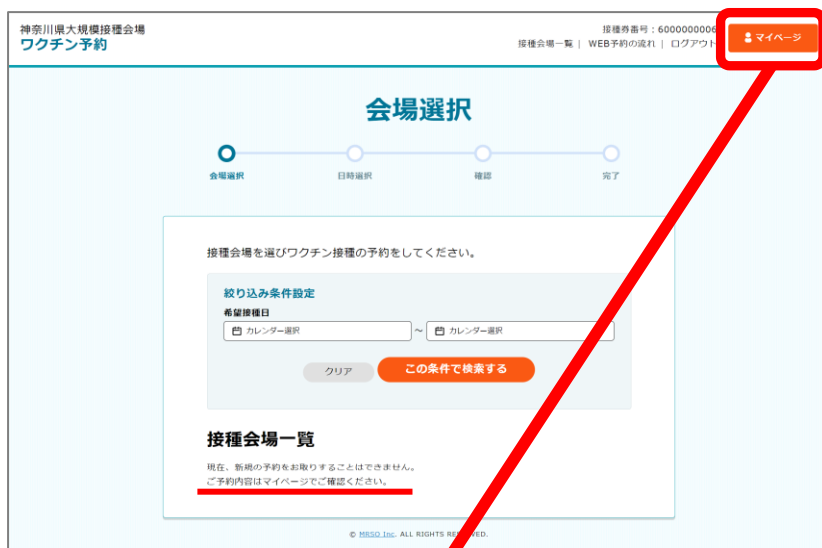 神奈川県大規模接種会場
ワクチン予約
接種券番号：6000000006
接種会場一覧 | WEB予約の流れ | ログアウト
マイページ
会場選択
会場選択 日時選択 確認 完了
接種会場を選びワクチン接種の予約をしてください。
絞り込み条件設定
希望接種日
カレンダー選択 ～ カレンダー選択
クリア この条件で検索する
接種会場一覧
現在、新規の予約をお取りすることはできません。
ご予約内容はマイページでご確認ください。
© MRSO Inc. ALL RIGHTS RESERVED.